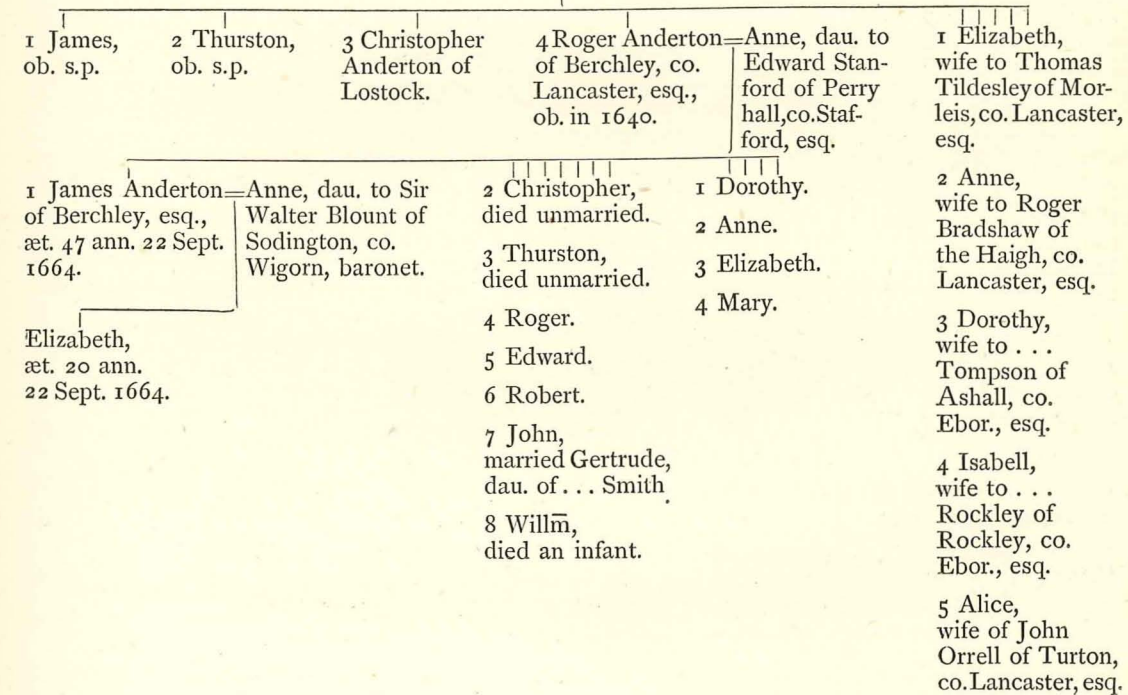 1 James,
ob. s.p.
2 Thurston,
ob. s.p.
3 Christopher
Anderton of
Lostock.
4 Roger Anderton=Anne, dau. to
of Berchley, co.
Lancaster, esq.,
ob. in 1640.
Edward Stan-
ford of Perry
hall, co. Staf-
ford, esq.
1 Elizabeth,
wife to Thomas
Tildesley of Mor-
leis, co. Lancaster,
esq.
2 Anne,
wife to Roger
Bradshaw of
the Haigh, co.
Lancaster, esq.
3 Dorothy,
wife to . . .
Tompson of
Ashall, co.
Ebor., esq.
4 Isabell,
wife to . . .
Rockley of
Rockley, co.
Ebor., esq.
5 Alice,
wife of John
Orrell of Turton,
co. Lancaster, esq.
1 James Anderton=Anne, dau. to Sir
of Berchley, esq.,
æt. 47 ann. 22 Sept.
1664.
Walter Blount of
Sodington, co.
Wigorn, baronet.
2 Christopher,
died unmarried.
3 Thurston,
died unmarried.
4 Roger.
5 Edward.
6 Robert.
7 John,
married Gertrude,
dau. of . . . Smith
8 Willm̅,
died an infant.
1 Dorothy.
2 Anne.
3 Elizabeth.
4 Mary.
Elizabeth,
æt. 20 ann.
22 Sept. 1664.